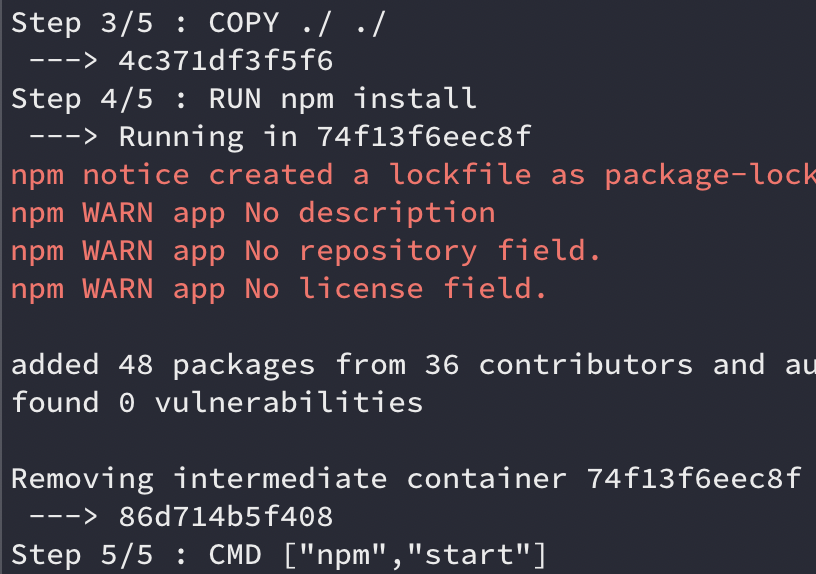 Step 3/5 : COPY ./ ./
 ---> 4c371df3f5f6
Step 4/5 : RUN npm install
 ---> Running in 74f13f6eec8f
npm notice created a lockfile as package-lock
npm WARN app No description
npm WARN app No repository field.
npm WARN app No license field.
added 48 packages from 36 contributors and au
found 0 vulnerabilities
Removing intermediate container 74f13f6eec8f
 ---> 86d714b5f408
Step 5/5 : CMD ["npm","start"]